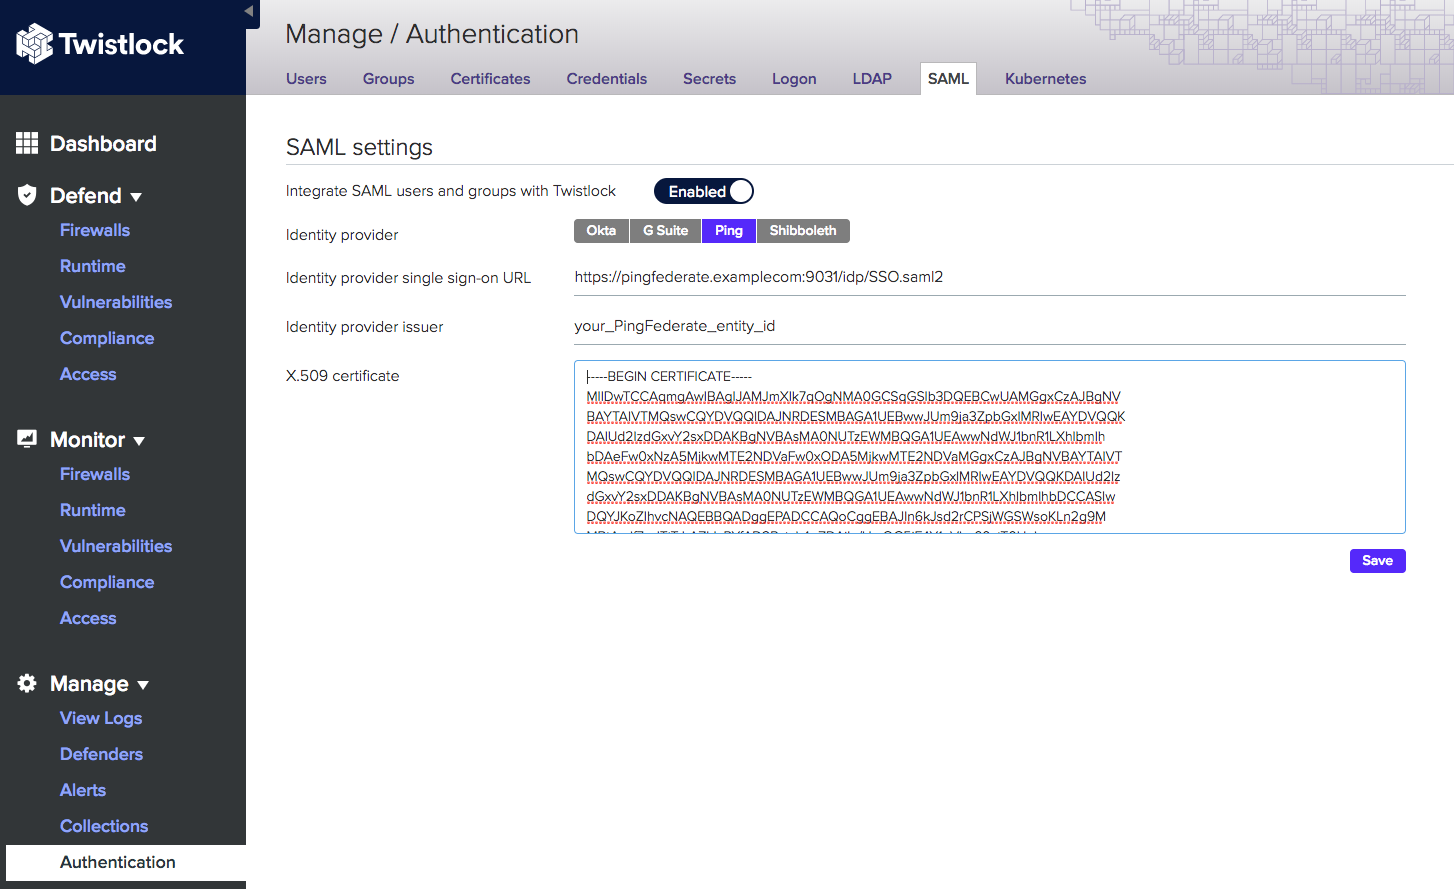 Twistlock
Manage / Authentication
Users Groups Certificates Credentials Secrets Logon LDAP SAML Kubernetes
Dashboard
Defend
Firewalls
Runtime
Vulnerabilities
Compliance
Access
Monitor
Firewalls
Runtime
Vulnerabilities
Compliance
Access
Manage
View Logs
Defenders
Alerts
Collections
Authentication
SAML settings
Integrate SAML users and groups with Twistlock Enabled
Identity provider Okta G Suite Ping Shibboleth
Identity provider single sign-on URL https://pingfederate.examplecom:9031/idp/SSO.saml2
Identity provider issuer your_PingFederate_entity_id
X.509 certificate
-----BEGIN CERTIFICATE-----
MIIDwTCCAqmgAwIBAgIJAMJmXlk7qOgNMA0GCSqGSIb3DQEBCwUAMGgxCzAJBgNV
BAYTAlVTMQswCQYDVQQIDAJNRDESMBAGA1UEBwwJUm9ja3ZpbGxlMRIwEAYDVQQK
DAlUd2lzdGxvY2sxDDAKBgNVBAsMA0NUTzEWMBQGA1UEAwwNdWJ1bnR1LXhlbmlh
bDAeFw0xNzA5MjkwMTE2NDVaFw0xODA5MjkwMTE2NDVaMGgxCzAJBgNVBAYTAlVT
MQswCQYDVQQIDAJNRDESMBAGA1UEBwwJUm9ja3ZpbGxlMRIwEAYDVQQKDAlUd2lz
dGxvY2sxDDAKBgNVBAsMA0NUTzEWMBQGA1UEAwwNdWJ1bnR1LXhlbmlhbDCCASIw
DQYJKoZIhvcNAQEBBQADggEPADCCAQoCggEBAJln6kJsd2rCPSjWGSWsoKLn2g9M
Save